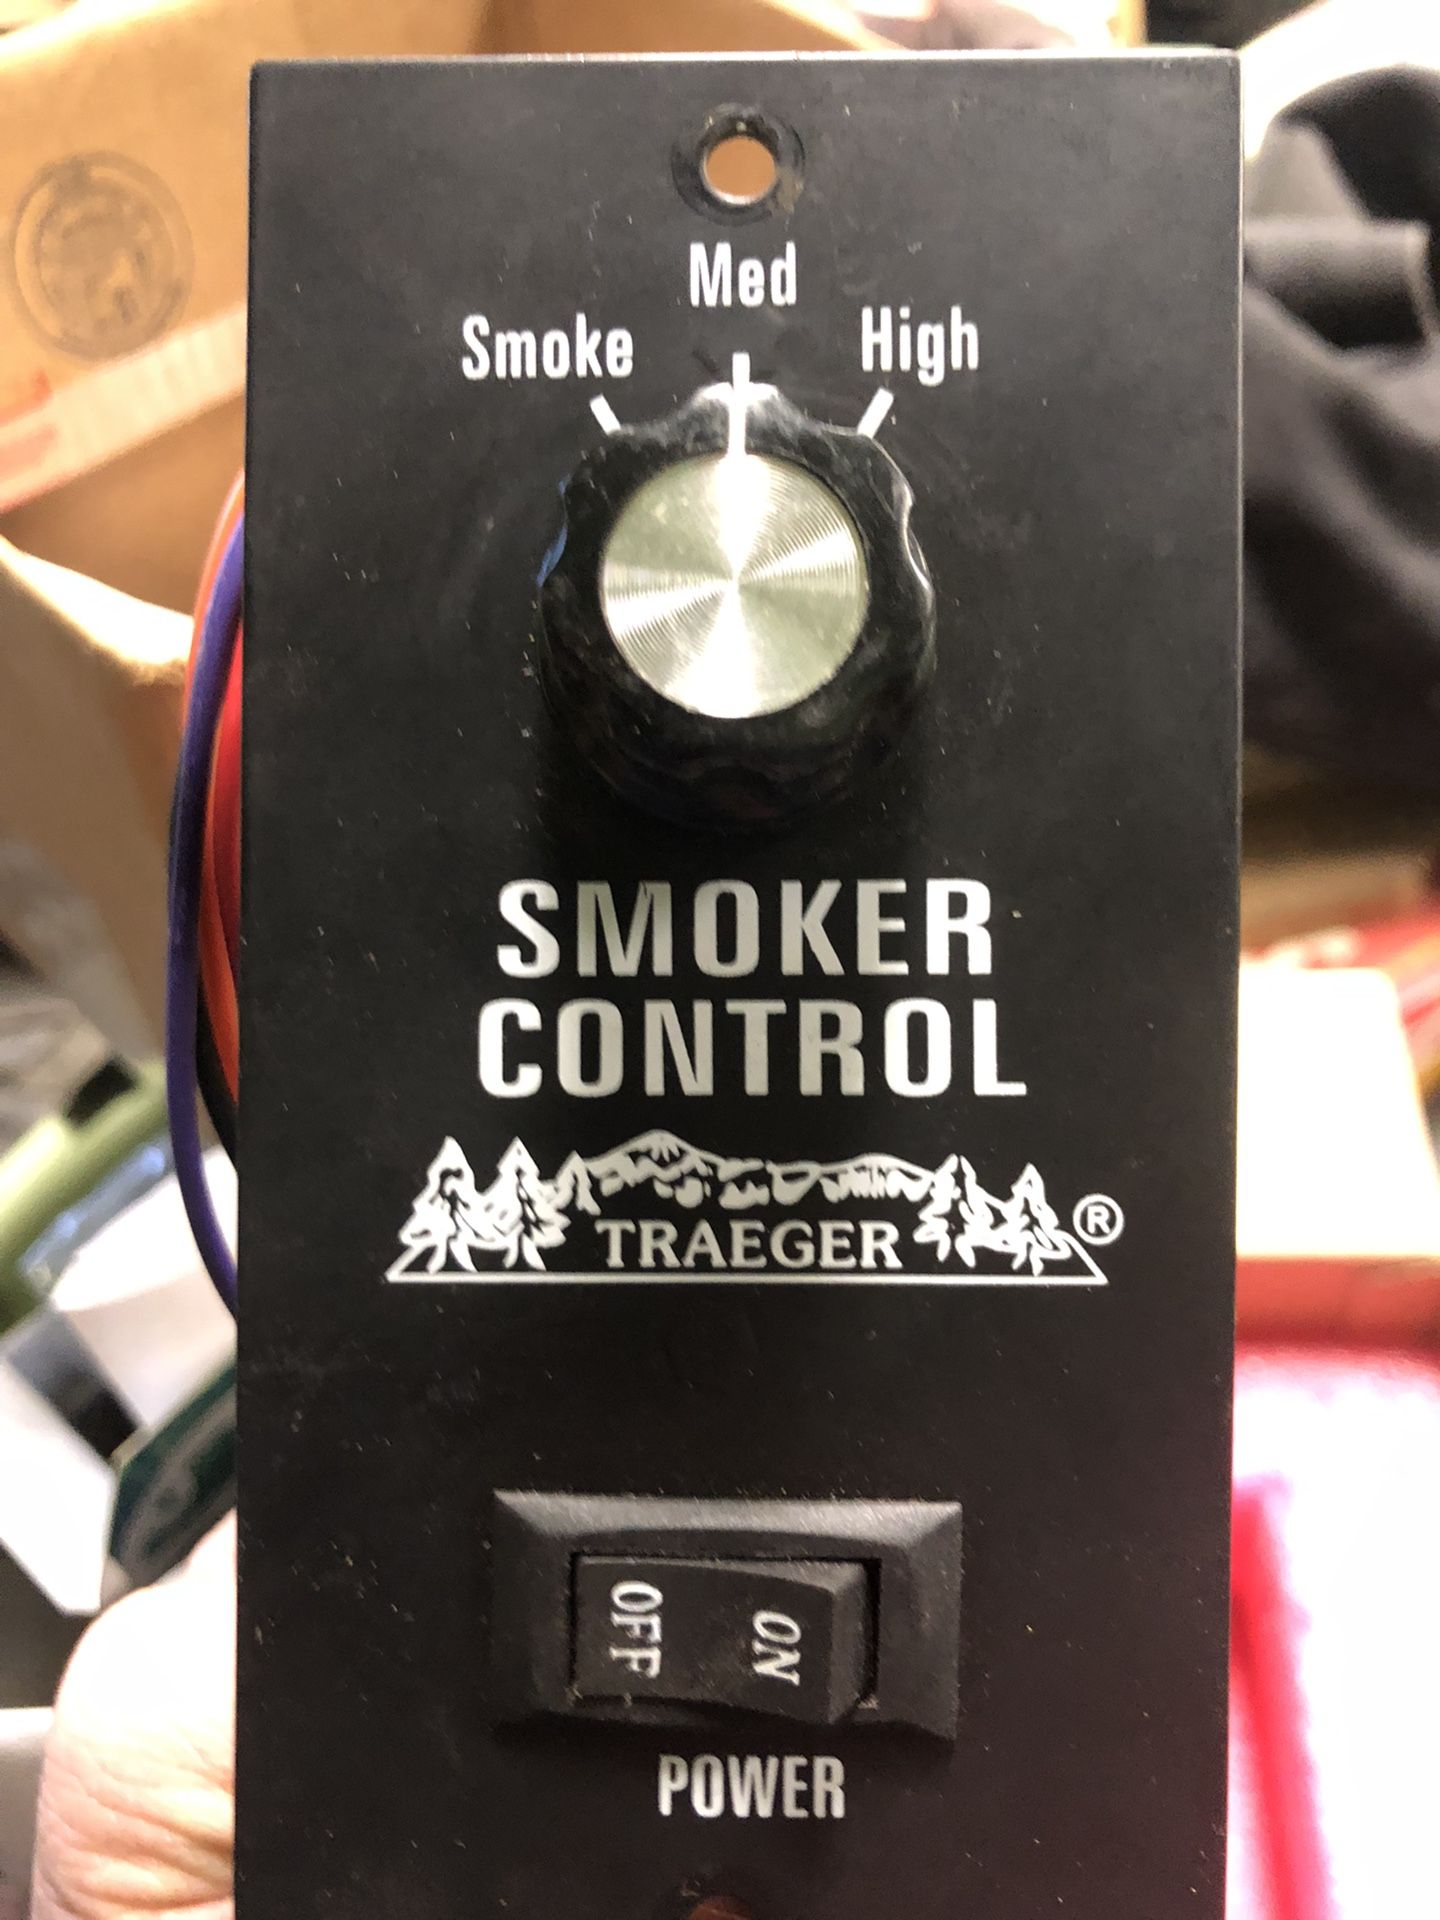 Med
Smoke
High
SMOKER
CONTROL
TRAEGER ®
OFF
ON
POWER